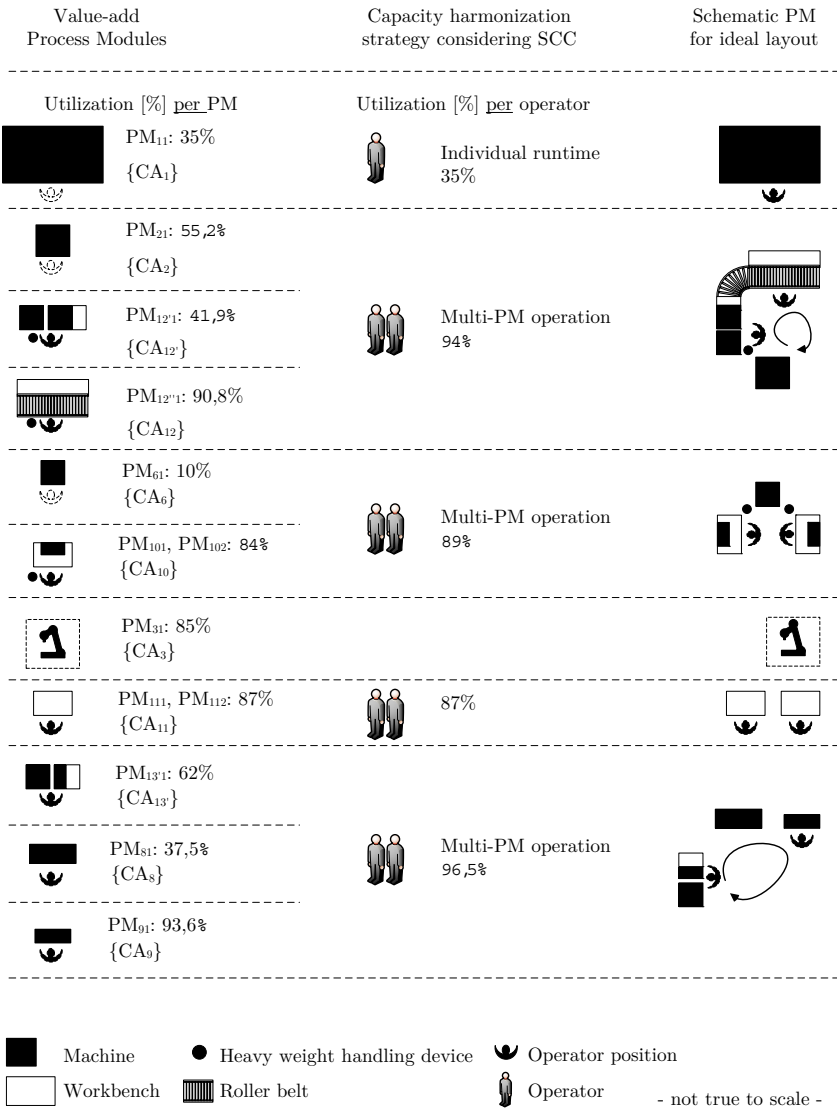 Value-add
Process Modules
Capacity harmonization
strategy considering SCC
Schematic PM
for ideal layout
Utilization [%] per PM
Utilization [%] per operator
PM11: 35%
{CA1}
Individual runtime
35%
PM21: 55,2%
{CA2}
PM12'1: 41,9%
{CA12'}
Multi-PM operation
94%
PM12''1: 90,8%
{CA12}
PM61: 10%
{CA6}
Multi-PM operation
89%
PM101, PM102: 84%
{CA10}
PM31: 85%
{CA3}
PM111, PM112: 87%
{CA11}
87%
PM13'1: 62%
{CA13'}
PM81: 37,5%
{CA8}
Multi-PM operation
96,5%
PM91: 93,6%
{CA9}
Machine
Heavy weight handling device
Operator position
Workbench
Roller belt
Operator
- not true to scale -